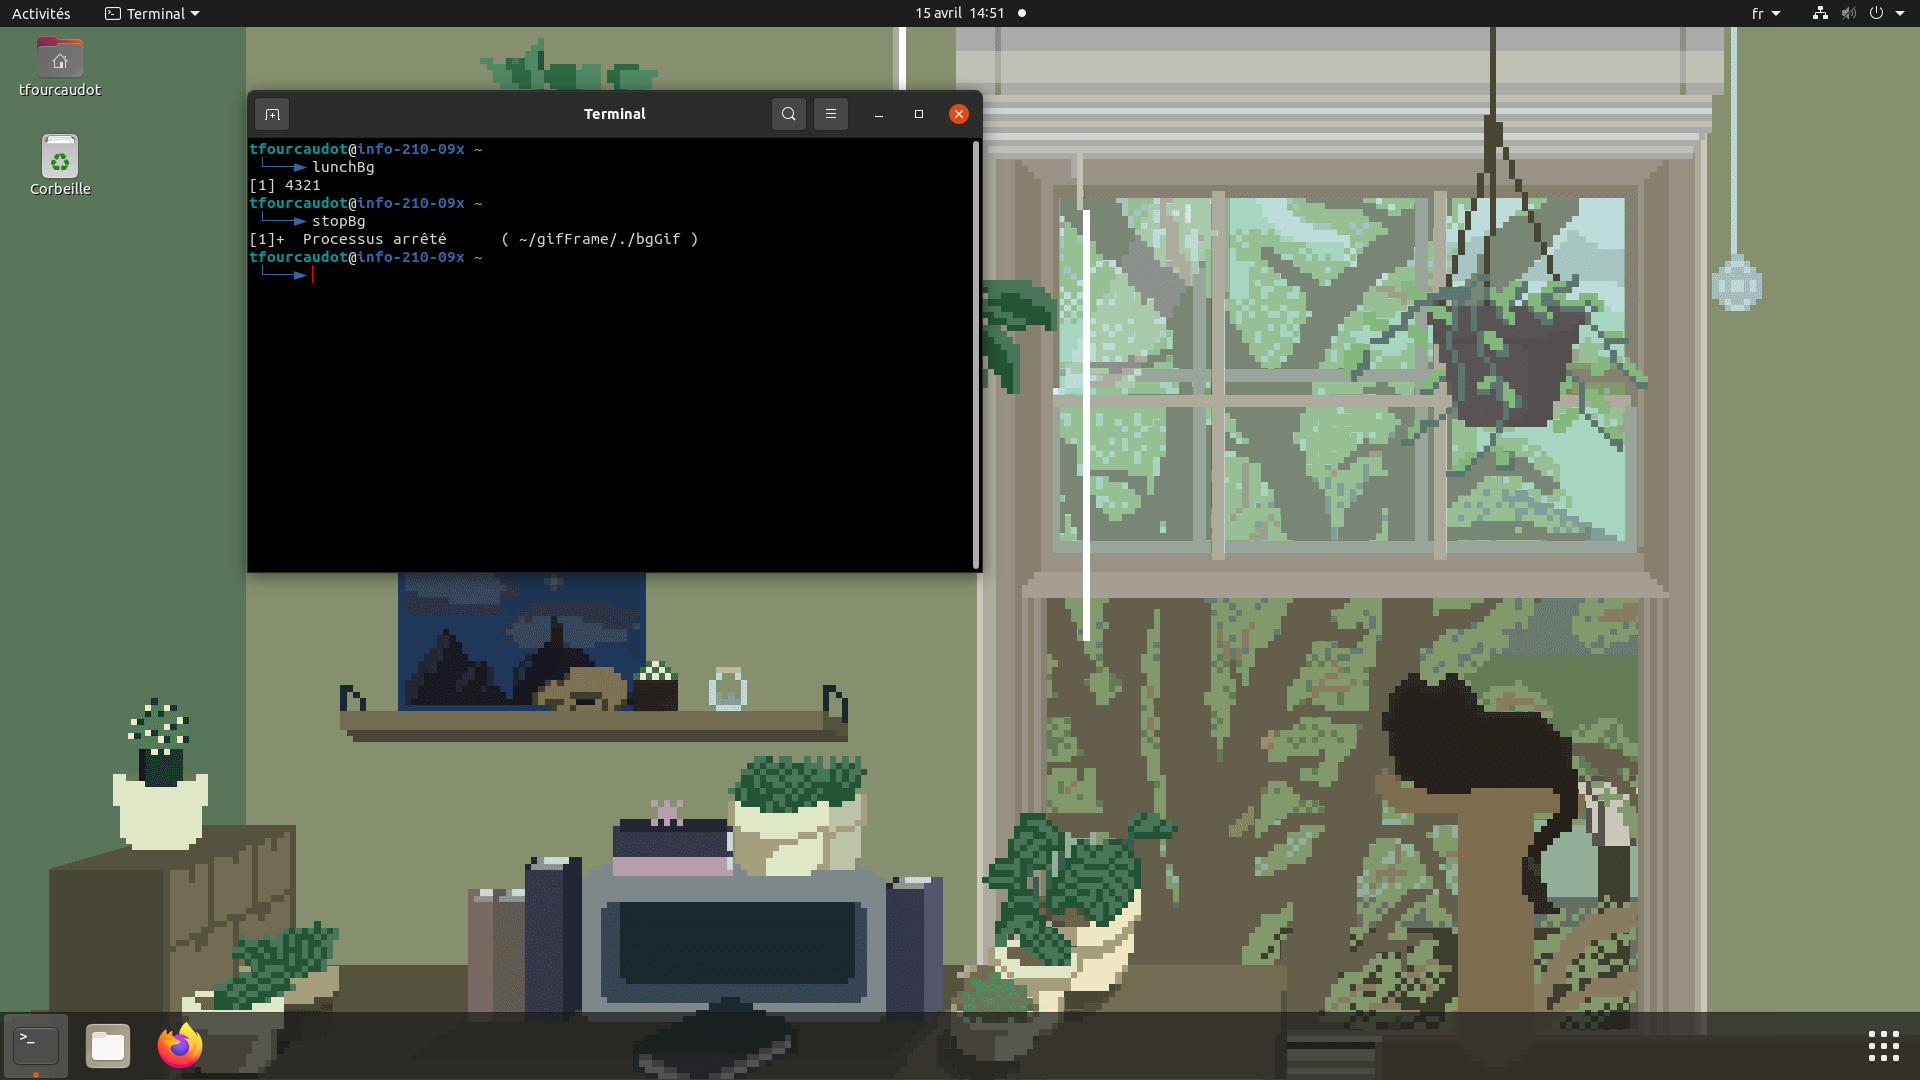 Activités Terminal 15 avril 14:51 fr
tfourcaudot
Corbeille
Terminal
tfourcaudot@info-210-09x ~
lunchBg
[1] 4321
tfourcaudot@info-210-09x ~
stopBg
[1]+ Processus arrêté ( ~/gifFrame/./bgGif )
tfourcaudot@info-210-09x ~